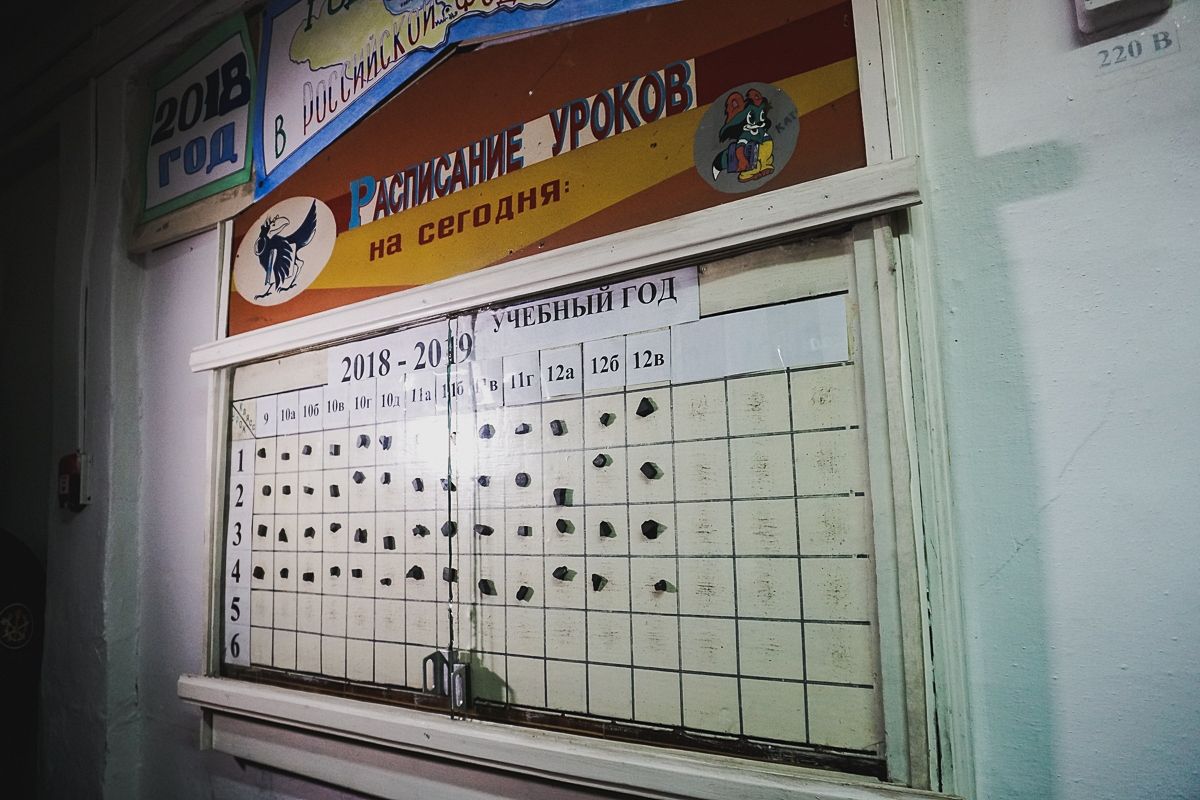 2018
ГОД
В РОССИЙСКОЙ
РАСПИСАНИЕ УРОКОВ
на сегодня:
КАТ
2018 - 2019 УЧЕБНЫЙ ГОД
9 10а 10б 10в 10г 10д 11а 11б 11в 11г 12а 12б 12в
1
2
3
4
5
6
220 В